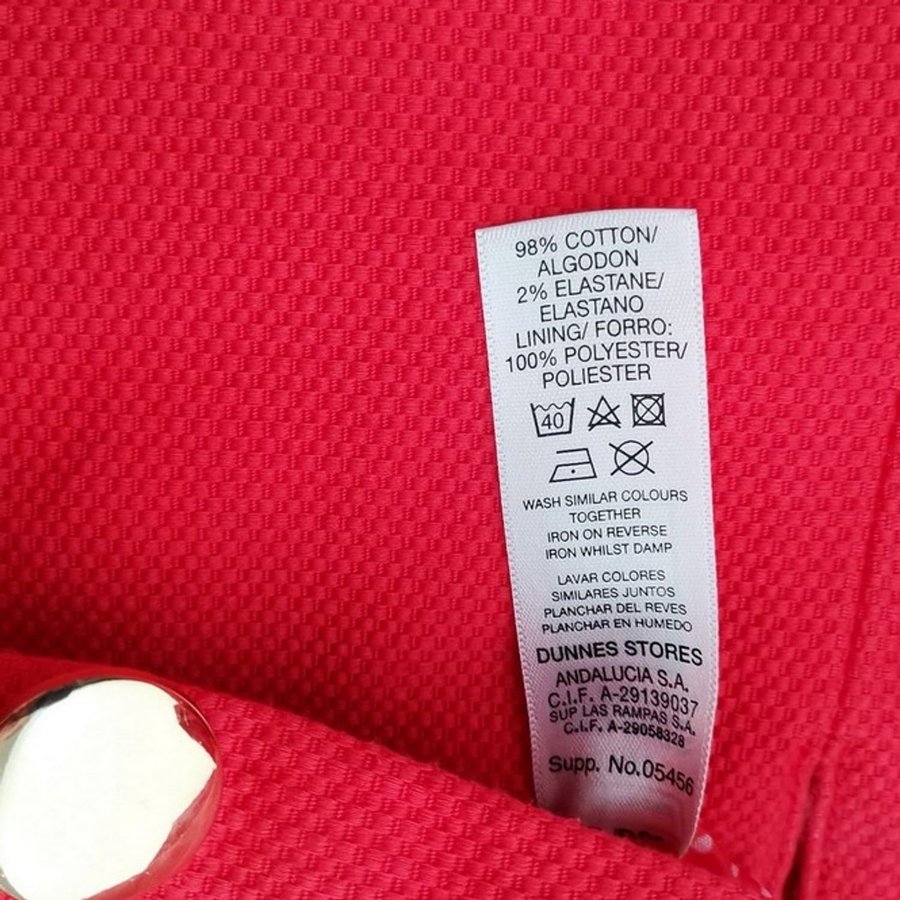 98% COTTON/
ALGODON
2% ELASTANE/
ELASTANO
LINING/ FORRO:
100% POLYESTER/
POLIESTER
40
WASH SIMILAR COLOURS
TOGETHER
IRON ON REVERSE
IRON WHILST DAMP
LAVAR COLORES
SIMILARES JUNTOS
PLANCHAR DEL REVES
PLANCHAR EN HUMEDO
DUNNES STORES
ANDALUCIA S.A.
C.I.F. A-29139037
SUP LAS RAMPAS S.A.
C.I.F. A-29058328
Supp. No.05456